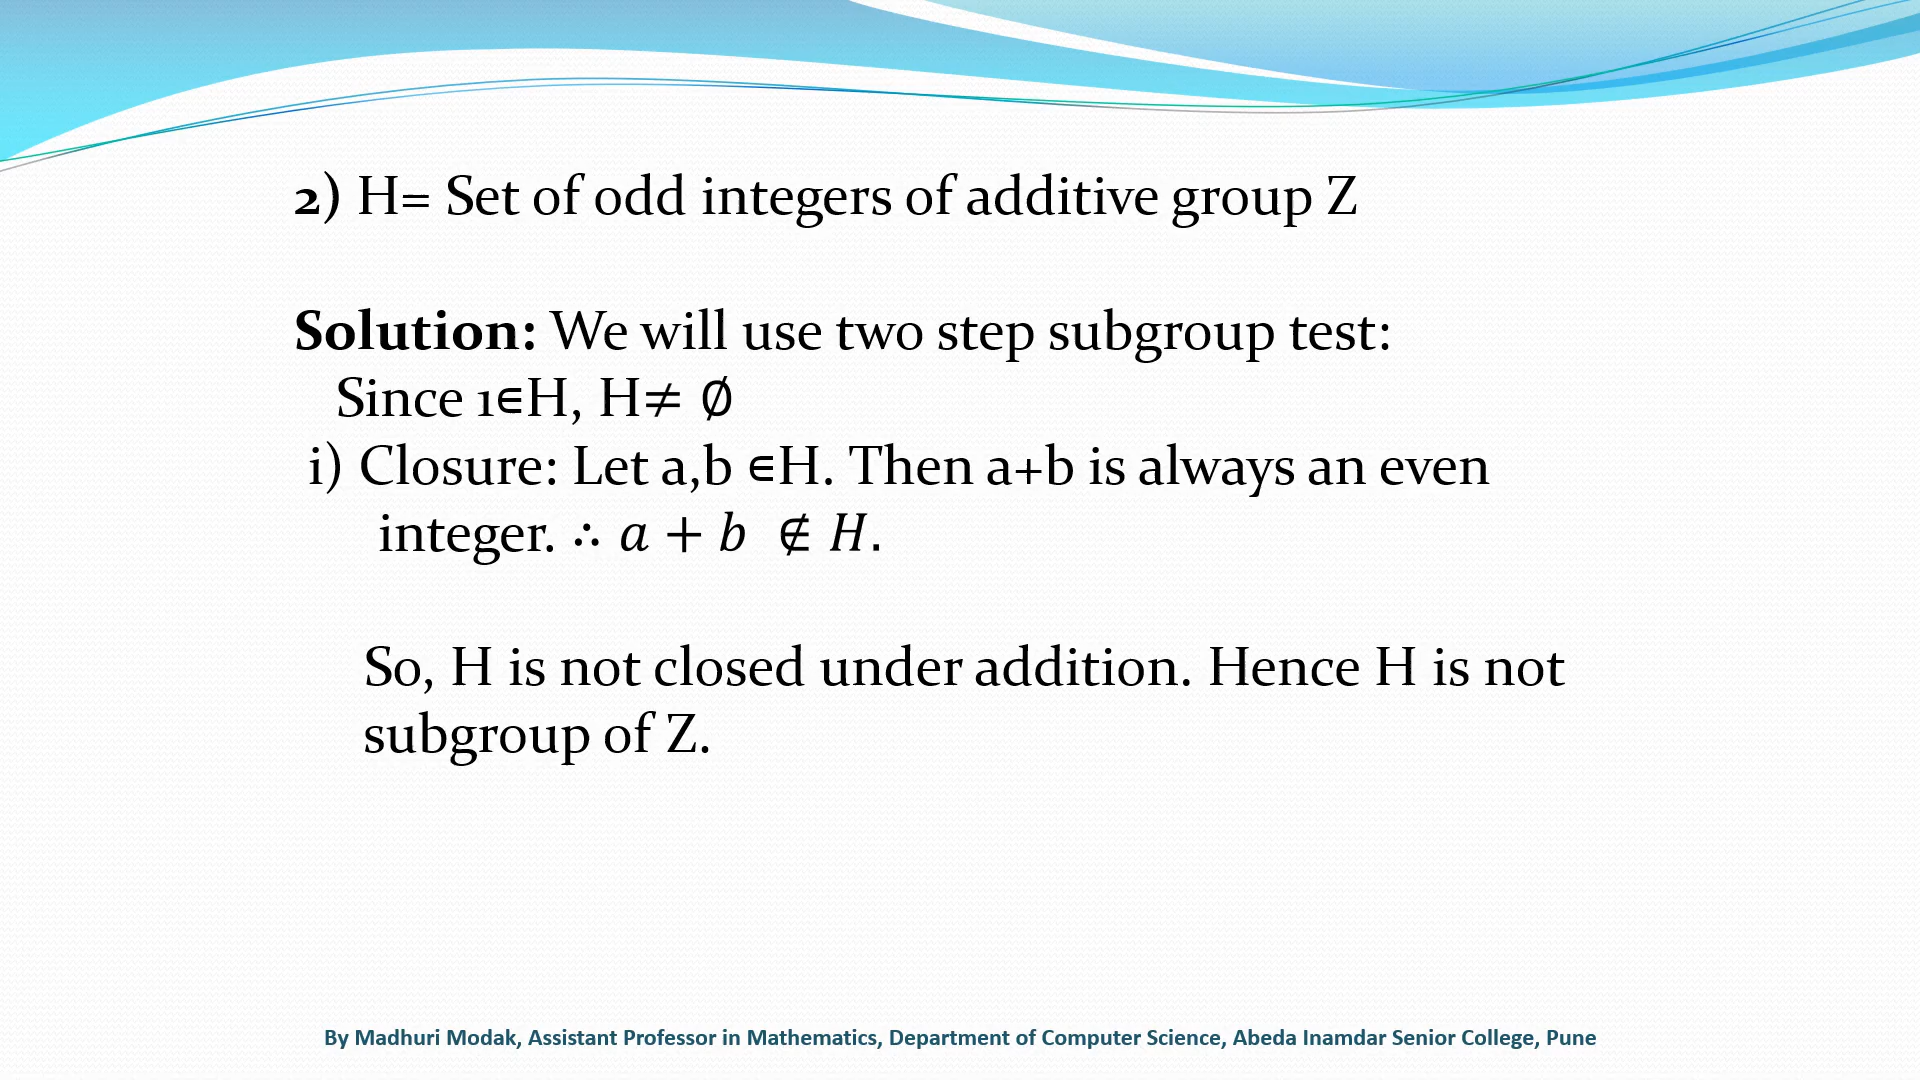 2) H= Set of odd integers of additive group Z
Solution: We will use two step subgroup test:
Since 1∈H, H≠ ∅
i) Closure: Let a,b ∈H. Then a+b is always an even
integer. ∴ 𝑎 + 𝑏 ∉ 𝐻.
So, H is not closed under addition. Hence H is not
subgroup of Z.
By Madhuri Modak, Assistant Professor in Mathematics, Department of Computer Science, Abeda Inamdar Senior College, Pune